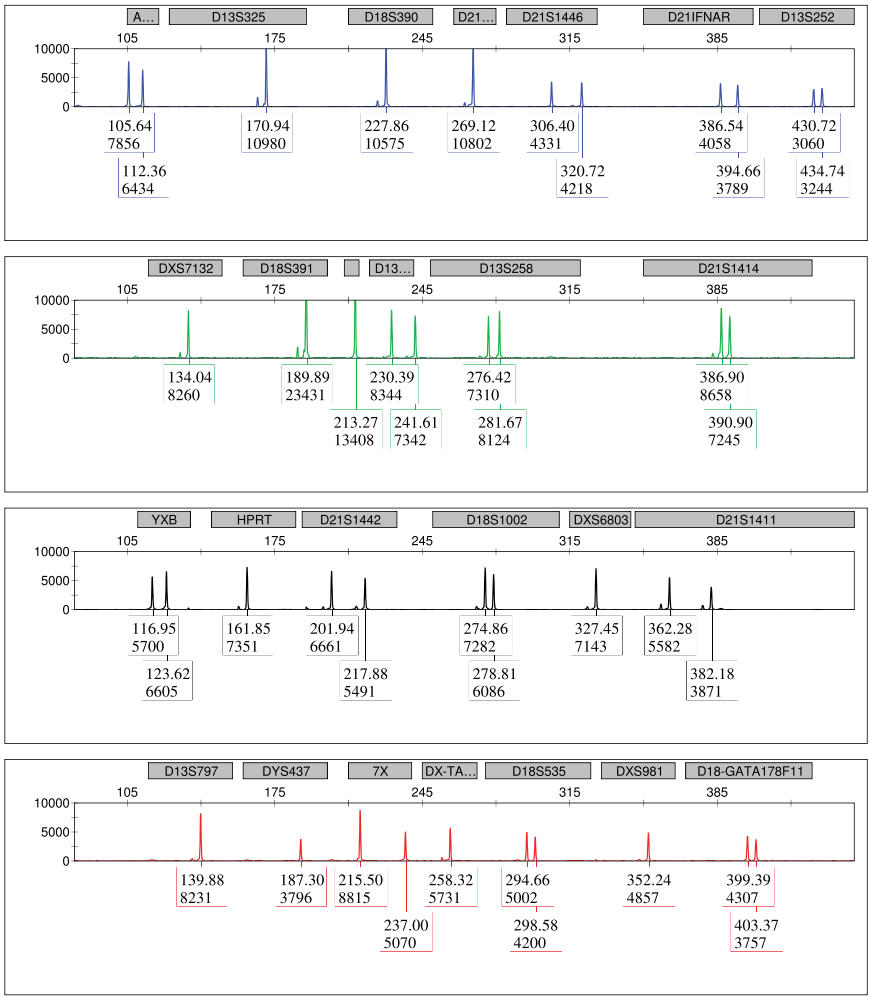 A... D13S325 D18S390 D21... D21S1446 D21IFNAR D13S252
105 175 245 315 385
10000
5000
0
105.64 170.94 227.86 269.12 306.40 386.54 430.72
7856 10980 10575 10802 4331 4058 3060
112.36 320.72 394.66 434.74
6434 4218 3789 3244
DXS7132 D18S391 D13... D13S258 D21S1414
105 175 245 315 385
10000
5000
0
134.04 189.89 230.39 276.42 386.90
8260 23431 8344 7310 8658
213.27 241.61 281.67 390.90
13408 7342 8124 7245
YXB HPRT D21S1442 D18S1002 DXS6803 D21S1411
105 175 245 315 385
10000
5000
0
116.95 161.85 201.94 274.86 327.45 362.28
5700 7351 6661 7282 7143 5582
123.62 217.88 278.81 382.18
6605 5491 6086 3871
D13S797 DYS437 7X DX-TA... D18S535 DXS981 D18-GATA178F11
105 175 245 315 385
10000
5000
0
139.88 187.30 215.50 258.32 294.66 352.24 399.39
8231 3796 8815 5731 5002 4857 4307
237.00 298.58 403.37
5070 4200 3757